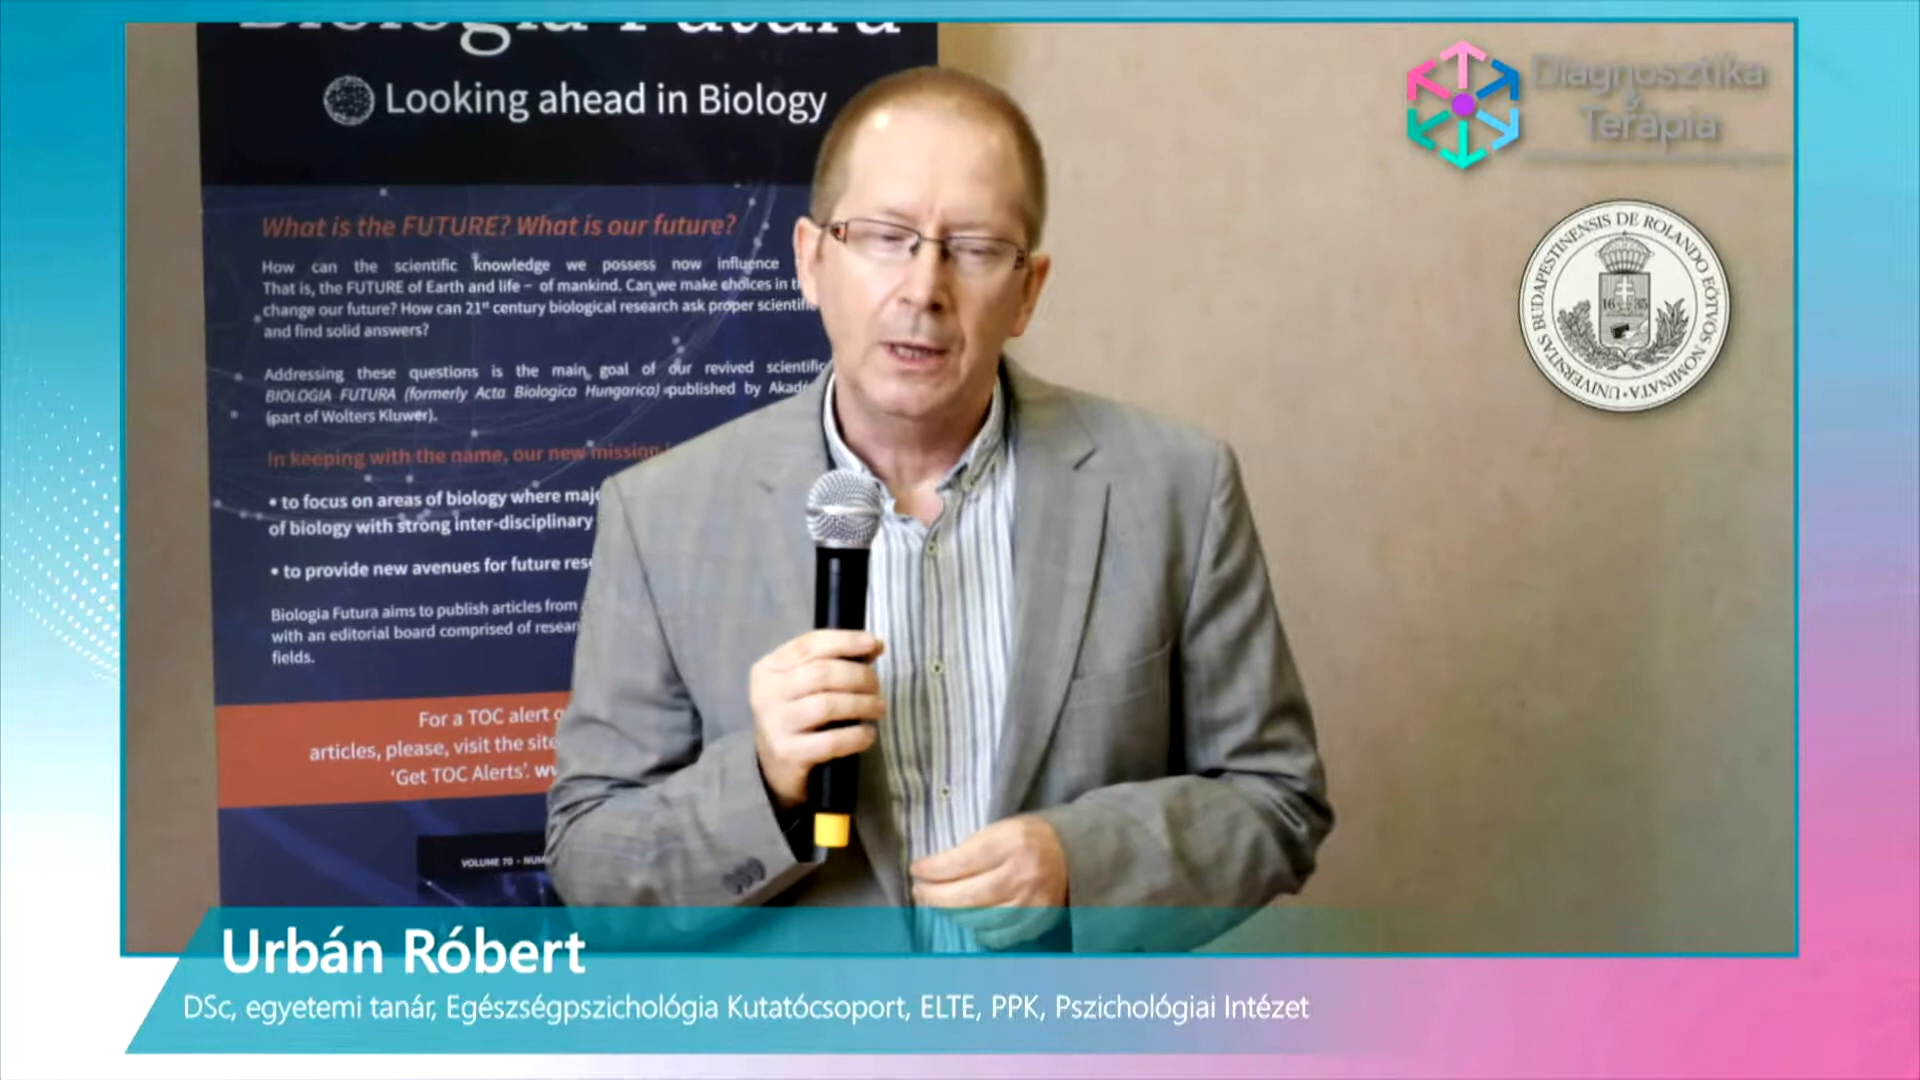 Biologia Futura
Looking ahead in Biology
What is the FUTURE? What is our future?
How can the scientific knowledge we possess now influence
That is, the FUTURE of Earth and life – of mankind. Can we make choices in
change our future? How can 21st century biological research ask proper
and find solid answers?
Addressing these questions is the main goal of our revived scientific
BIOLOGIA FUTURA (formerly Acta Biologica Hungarica) published by
(part of Wolters Kluwer).
In keeping with the name, our new mission
• to focus on areas of biology where
of biology with strong inter-disciplinary
• to provide new avenues for future
Biologia Futura aims to publish articles from
with an editorial board comprised of
fields.
For a TOC alert
articles, please, visit the site
‘Get TOC Alerts’.
VOLUME 70 -
Diagnosztika
&
Terápia
UNIVERSITAS BUDAPESTINENSIS DE ROLANDO EÖTVÖS NOMINATA
1635
Urbán Róbert
DSc, egyetemi tanár, Egészségpszichológia Kutatócsoport, ELTE, PPK, Pszichológiai Intézet